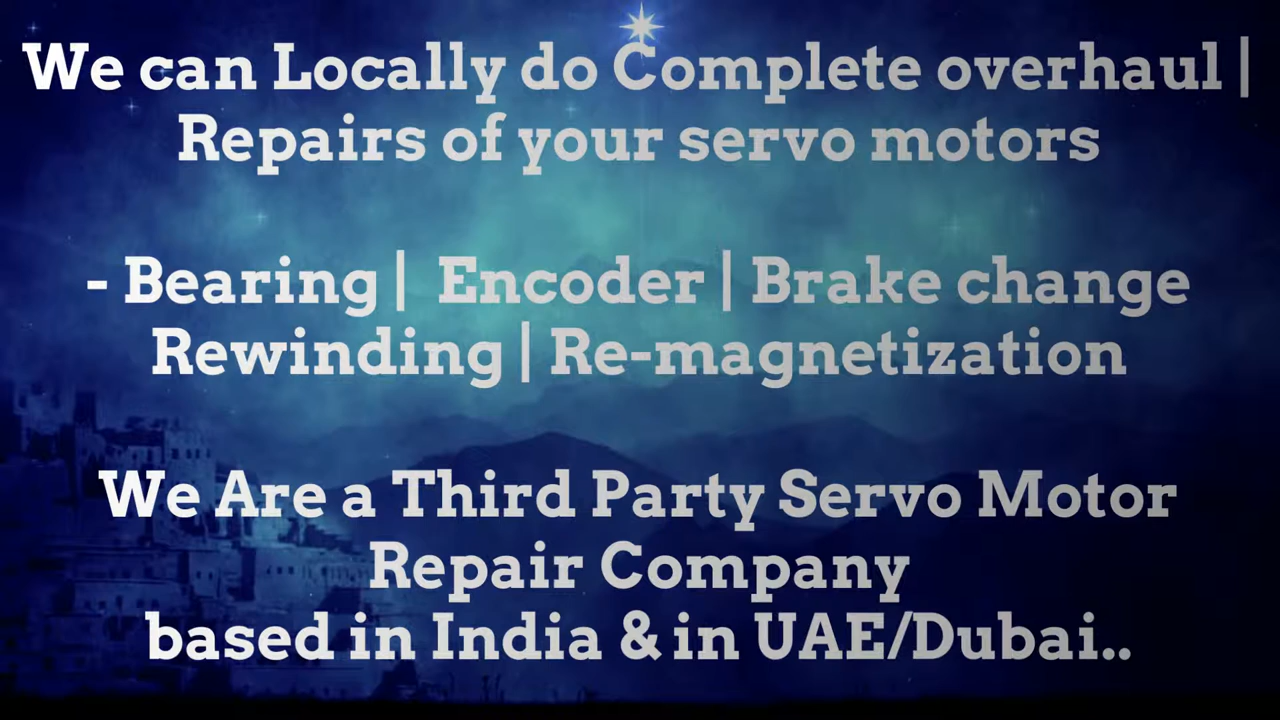 We can Locally do Complete overhaul |
Repairs of your servo motors
- Bearing | Encoder | Brake change
Rewinding | Re-magnetization
We Are a Third Party Servo Motor
Repair Company
based in India & in UAE/Dubai..